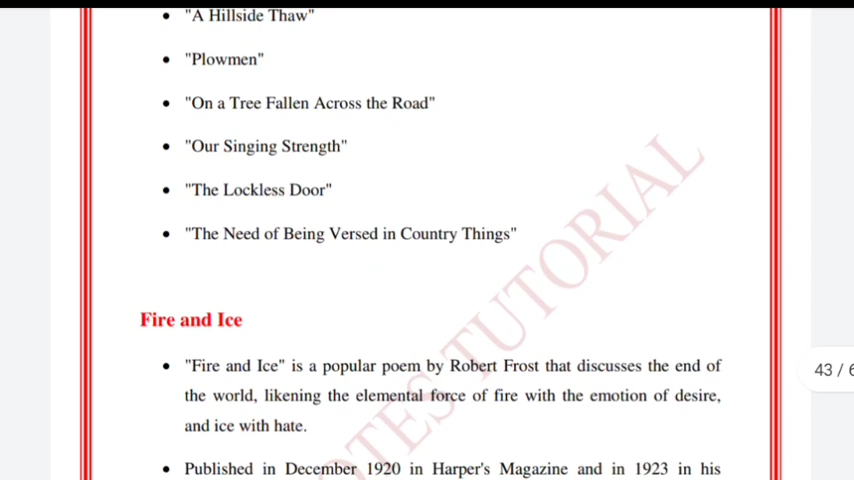 • "A Hillside Thaw"
• "Plowmen"
• "On a Tree Fallen Across the Road"
• "Our Singing Strength"
• "The Lockless Door"
• "The Need of Being Versed in Country Things"
Fire and Ice
• "Fire and Ice" is a popular poem by Robert Frost that discusses the end of
the world, likening the elemental force of fire with the emotion of desire,
and ice with hate.
• Published in December 1920 in Harper's Magazine and in 1923 in his
43 / 6
OTES TUTORIAL